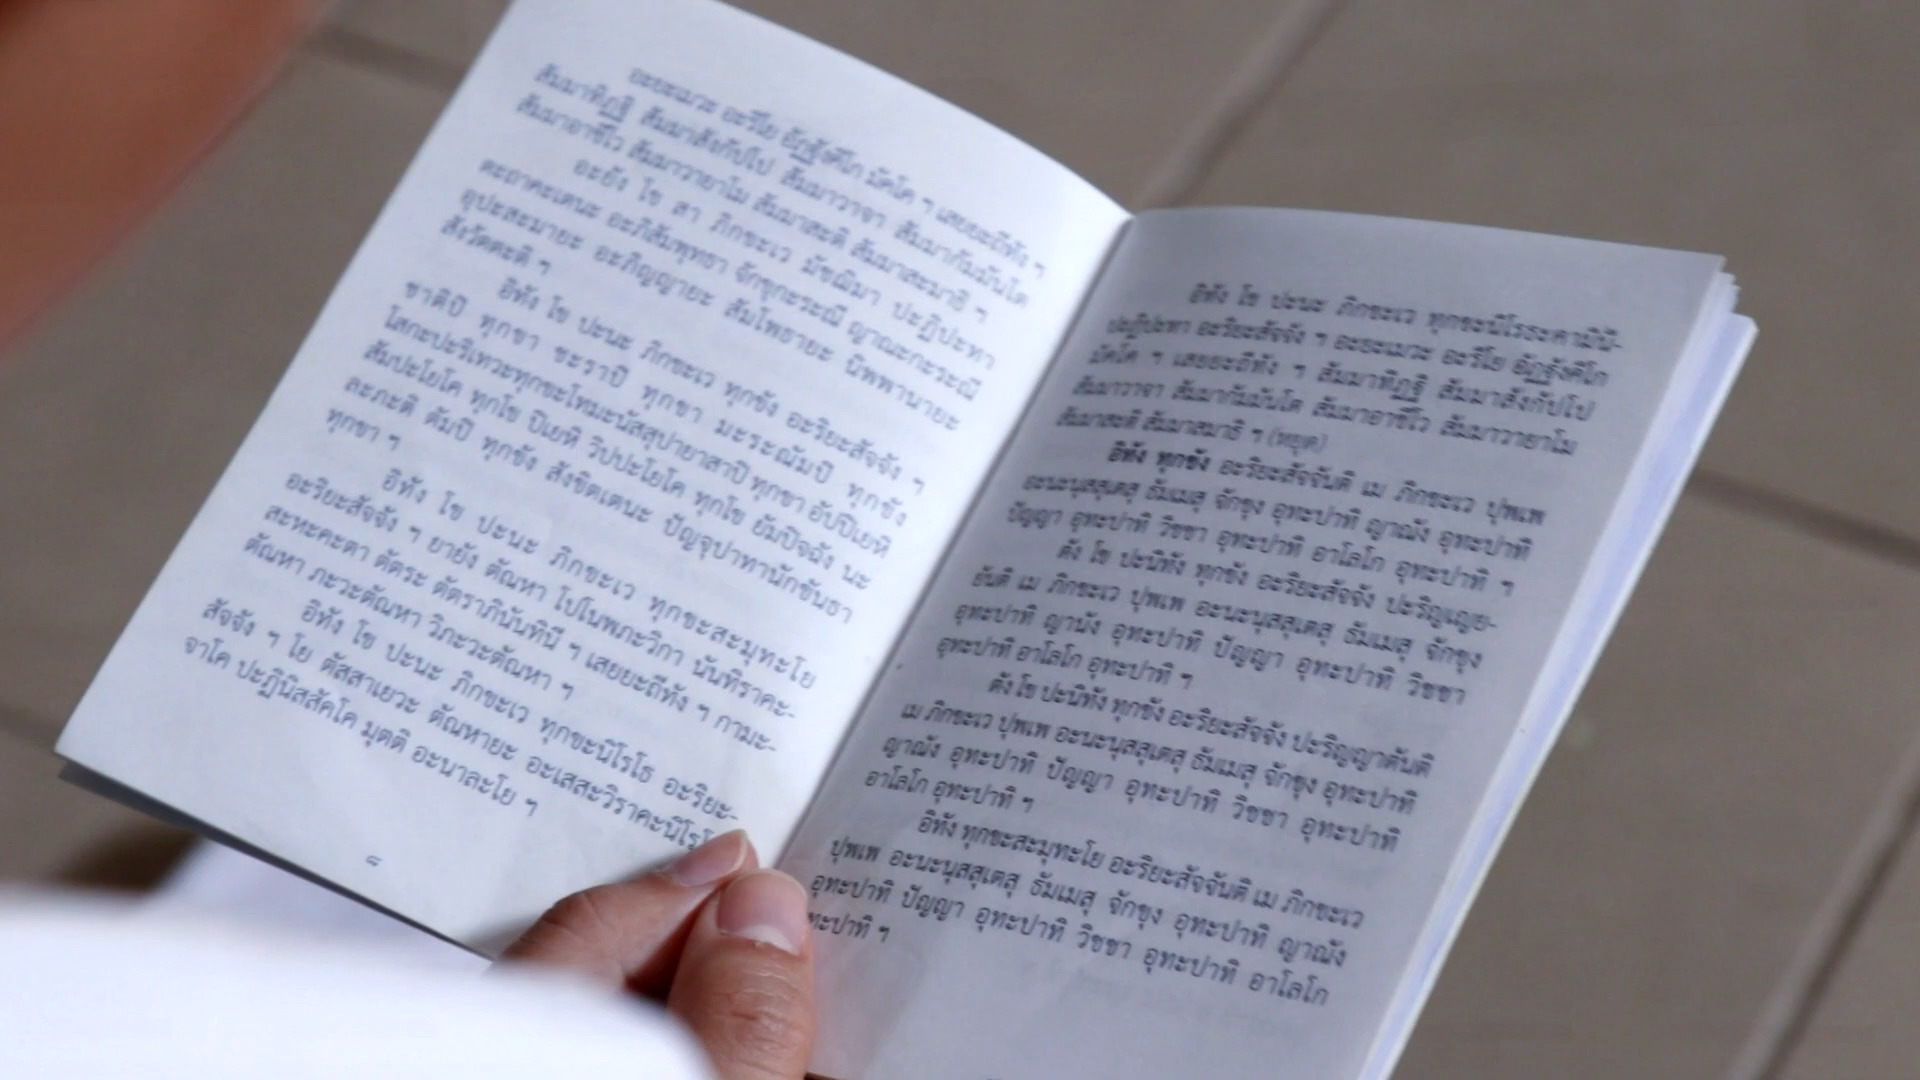 อะยะเมวะ อะริโย อัฏฐังคิโก มัคโค ฯ เสยยะถีทัง ฯ
สัมมาทิฏฐิ สัมมาสังกัปโป สัมมาวาจา สัมมากัมมันโต
สัมมาอาชีโว สัมมาวายาโม สัมมาสะติ สัมมาสะมาธิ ฯ
อะยัง โข สา ภิกขะเว มัชฌิมา ปะฏิปะทา
ตะถาคะเตนะ อะภิสัมพุทธา จักขุกะระณี ญาณะกะระณี
อุปะสะมายะ อะภิญญายะ สัมโพธายะ นิพพานายะ
สังวัตตะติ ฯ
อิทัง โข ปะนะ ภิกขะเว ทุกขัง อะริยะสัจจัง ฯ
ชาติปิ ทุกขา ชะราปิ ทุกขา มะระณัมปิ ทุกขัง
โสกะปะริเทวะทุกขะโทมะนัสสุปายาสาปิ ทุกขา อัปปิเยหิ
สัมปะโยโค ทุกโข ปิเยหิ วิปปะโยโค ทุกโข ยัมปิจฉัง นะ
ละภะติ ตัมปิ ทุกขัง สังขิตเตนะ ปัญจุปาทานักขันธา
ทุกขา ฯ
อิทัง โข ปะนะ ภิกขะเว ทุกขะสะมุทะโย
อะริยะสัจจัง ฯ ยายัง ตัณหา โปโนพภะวิกา นันทิราคะ-
สะหะคะตา ตัตระ ตัตราภินันทินี ฯ เสยยะถีทัง ฯ กามะ-
ตัณหา ภะวะตัณหา วิภะวะตัณหา ฯ
อิทัง โข ปะนะ ภิกขะเว ทุกขะนิโรโธ อะริยะ-
สัจจัง ฯ โย ตัสสาเยวะ ตัณหายะ อะเสสะวิราคะนิโรโ
จาโค ปะฏินิสสัคโค มุตติ อะนาละโย ฯ
๘
อิทัง โข ปะนะ ภิกขะเว ทุกขะนิโรธะคามินี-
ปะฏิปะทา อะริยะสัจจัง ฯ อะยะเมวะ อะริโย อัฏฐังคิโก
มัคโค ฯ เสยยะถีทัง ฯ สัมมาทิฏฐิ สัมมาสังกัปโป
สัมมาวาจา สัมมากัมมันโต สัมมาอาชีโว สัมมาวายาโม
สัมมาสะติ สัมมาสมาธิ ฯ (หยุด)
อิทัง ทุกขัง อะริยะสัจจันติ เม ภิกขะเว ปุพเพ
อะนะนุสสุเตสุ ธัมเมสุ จักขุง อุทะปาทิ ญาณัง อุทะปาทิ
ปัญญา อุทะปาทิ วิชชา อุทะปาทิ อาโลโก อุทะปาทิ ฯ
ตัง โข ปะนิทัง ทุกขัง อะริยะสัจจัง ปะริญเญย-
ยันติ เม ภิกขะเว ปุพเพ อะนะนุสสุเตสุ ธัมเมสุ จักขุง
อุทะปาทิ ญานัง อุทะปาทิ ปัญญา อุทะปาทิ วิชชา
อุทะปาทิ อาโลโก อุทะปาทิ ฯ
ตัง โข ปะนิทัง ทุกขัง อะริยะสัจจัง ปะริญญาตันติ
เม ภิกขะเว ปุพเพ อะนะนุสสุเตสุ ธัมเมสุ จักขุง อุทะปาทิ
ญาณัง อุทะปาทิ ปัญญา อุทะปาทิ วิชชา อุทะปาทิ
อาโลโก อุทะปาทิ ฯ
อิทัง ทุกขะสะมุทะโย อะริยะสัจจันติ เม ภิกขะเว
ปุพเพ อะนะนุสสุเตสุ ธัมเมสุ จักขุง อุทะปาทิ ญาณัง
อุทะปาทิ ปัญญา อุทะปาทิ วิชชา อุทะปาทิ อาโลโก
ทะปาทิ ฯ